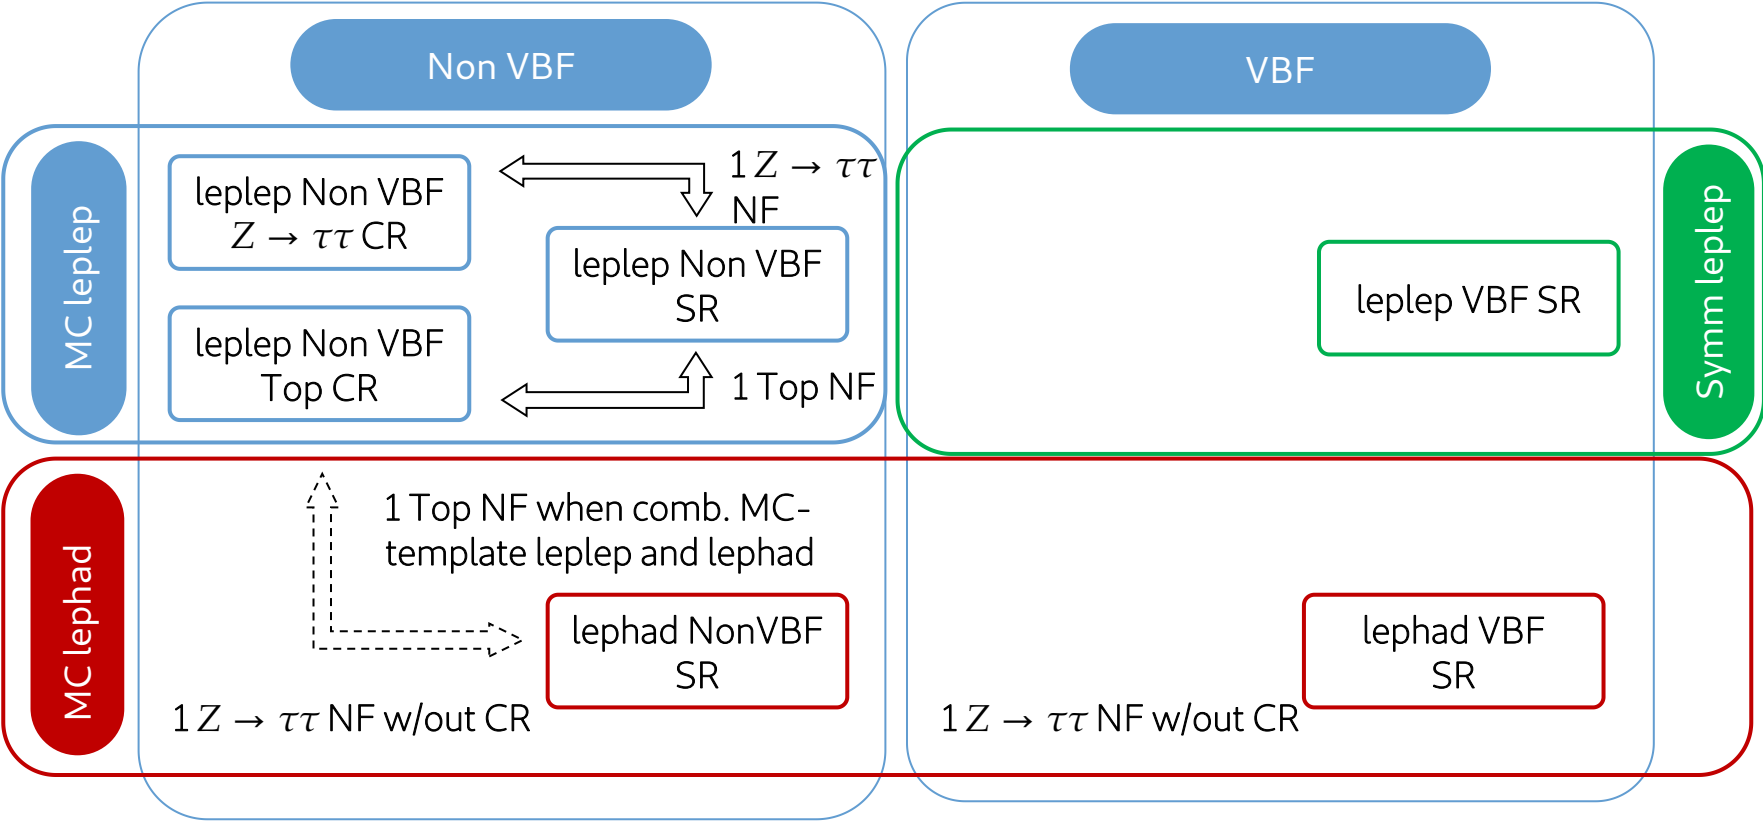 Non VBF
VBF
MC leplep
leplep Non VBF
Z → ττ CR
1 Z → ττ
NF
leplep Non VBF
SR
leplep Non VBF
Top CR
1 Top NF
leplep VBF SR
Symm leplep
MC lephad
1 Top NF when comb. MC-
template leplep and lephad
lephad NonVBF
SR
1 Z → ττ NF w/out CR
lephad VBF
SR
1 Z → ττ NF w/out CR